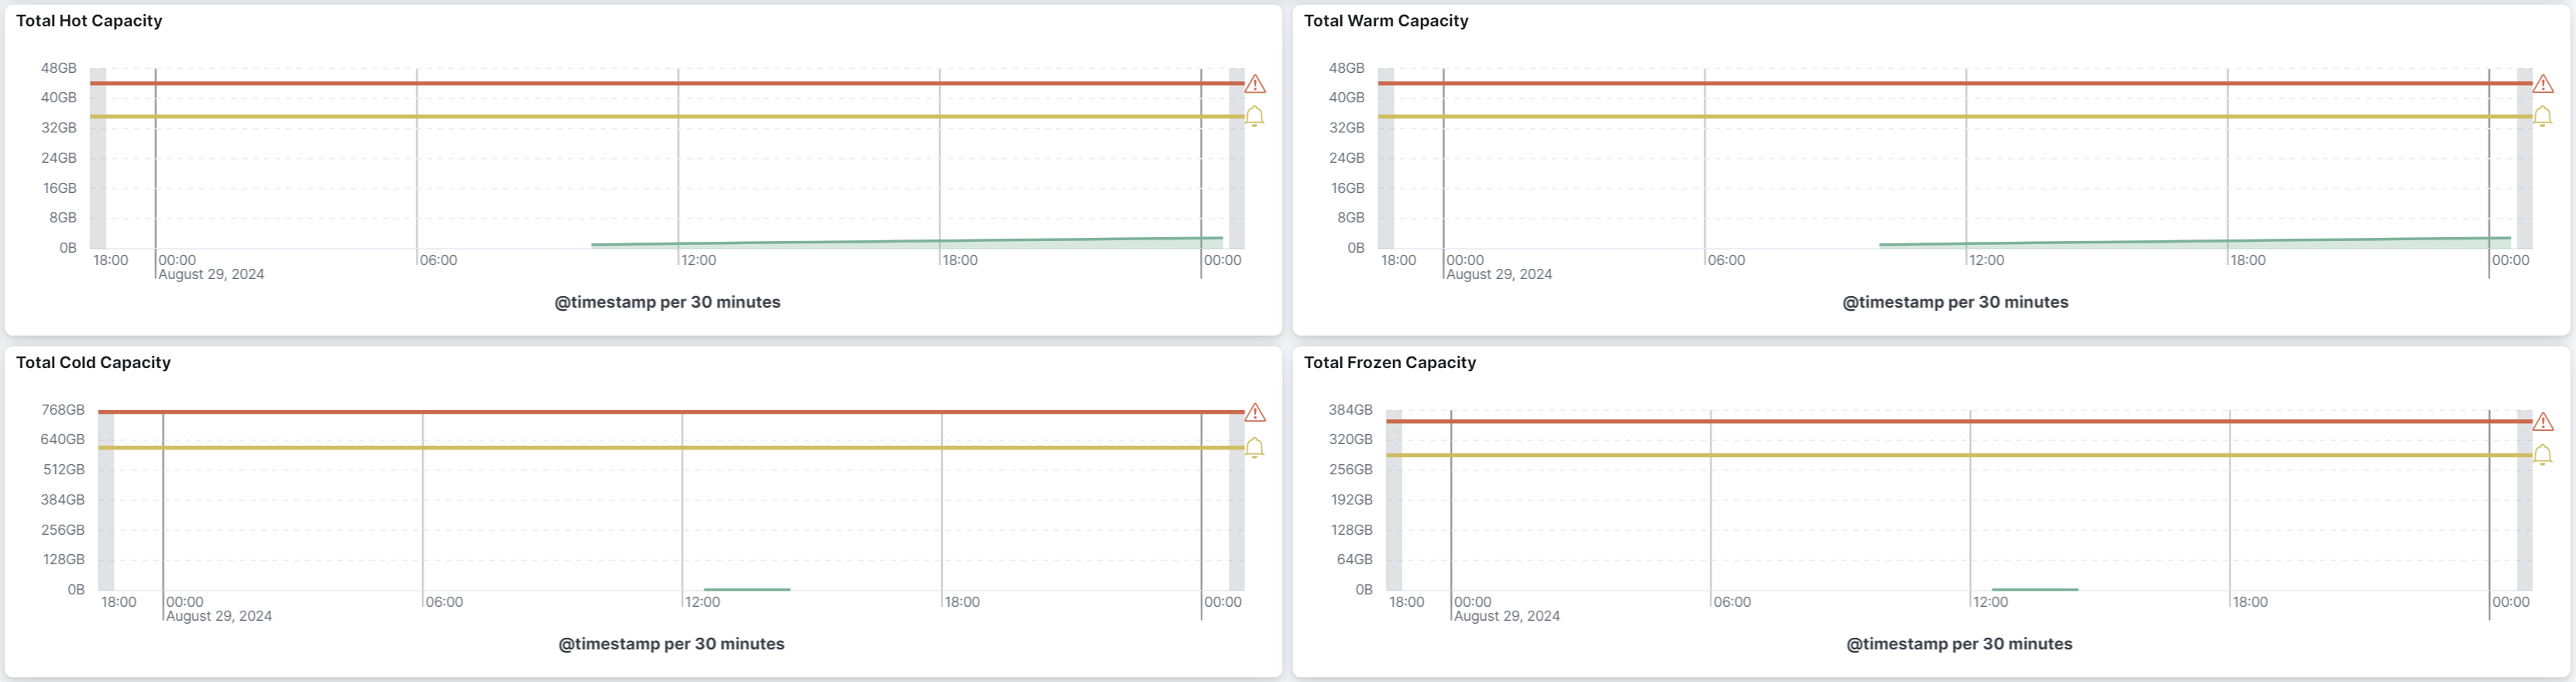 Total Hot Capacity
48GB
40GB
32GB
24GB
16GB
8GB
0B
18:00 00:00 06:00 12:00 18:00 00:00
August 29, 2024
@timestamp per 30 minutes
Total Warm Capacity
48GB
40GB
32GB
24GB
16GB
8GB
0B
18:00 00:00 06:00 12:00 18:00 00:00
August 29, 2024
@timestamp per 30 minutes
Total Cold Capacity
768GB
640GB
512GB
384GB
256GB
128GB
0B
18:00 00:00 06:00 12:00 18:00 00:00
August 29, 2024
@timestamp per 30 minutes
Total Frozen Capacity
384GB
320GB
256GB
192GB
128GB
64GB
0B
18:00 00:00 06:00 12:00 18:00 00:00
August 29, 2024
@timestamp per 30 minutes